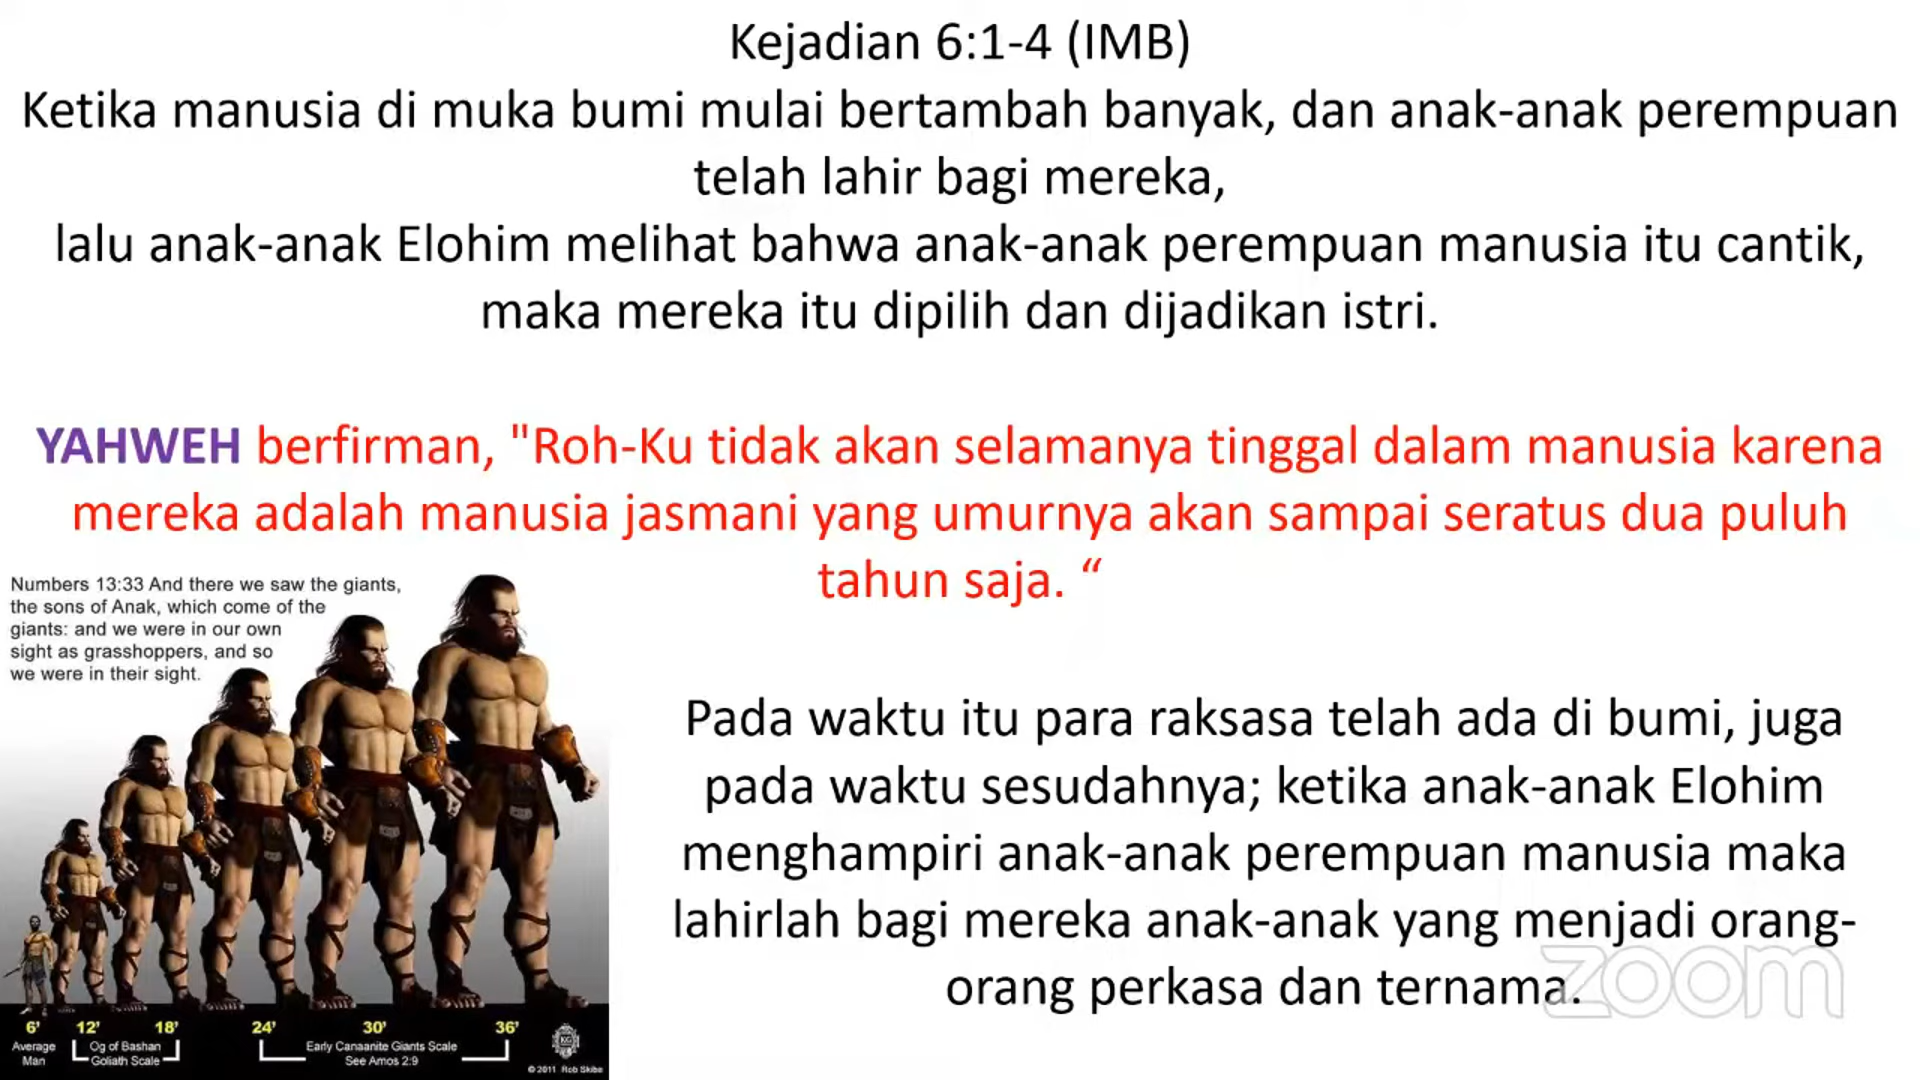 Kejadian 6:1-4 (IMB)
Ketika manusia di muka bumi mulai bertambah banyak, dan anak-anak perempuan
telah lahir bagi mereka,
lalu anak-anak Elohim melihat bahwa anak-anak perempuan manusia itu cantik,
maka mereka itu dipilih dan dijadikan istri.
YAHWEH berfirman, "Roh-Ku tidak akan selamanya tinggal dalam manusia karena
mereka adalah manusia jasmani yang umurnya akan sampai seratus dua puluh
tahun saja. “
Numbers 13:33 And there we saw the giants,
the sons of Anak, which come of the
giants: and we were in our own
sight as grasshoppers, and so
we were in their sight.
Pada waktu itu para raksasa telah ada di bumi, juga
pada waktu sesudahnya; ketika anak-anak Elohim
menghampiri anak-anak perempuan manusia maka
lahirlah bagi mereka anak-anak yang menjadi orang-
orang perkasa dan ternama.
zoom
6' 12' 18' 24' 30' 36'
Average
Man
Og of Bashan
Goliath Scale
Early Canaanite Giants Scale
See Amos 2:9
KG
© 2011 Rob Skiba